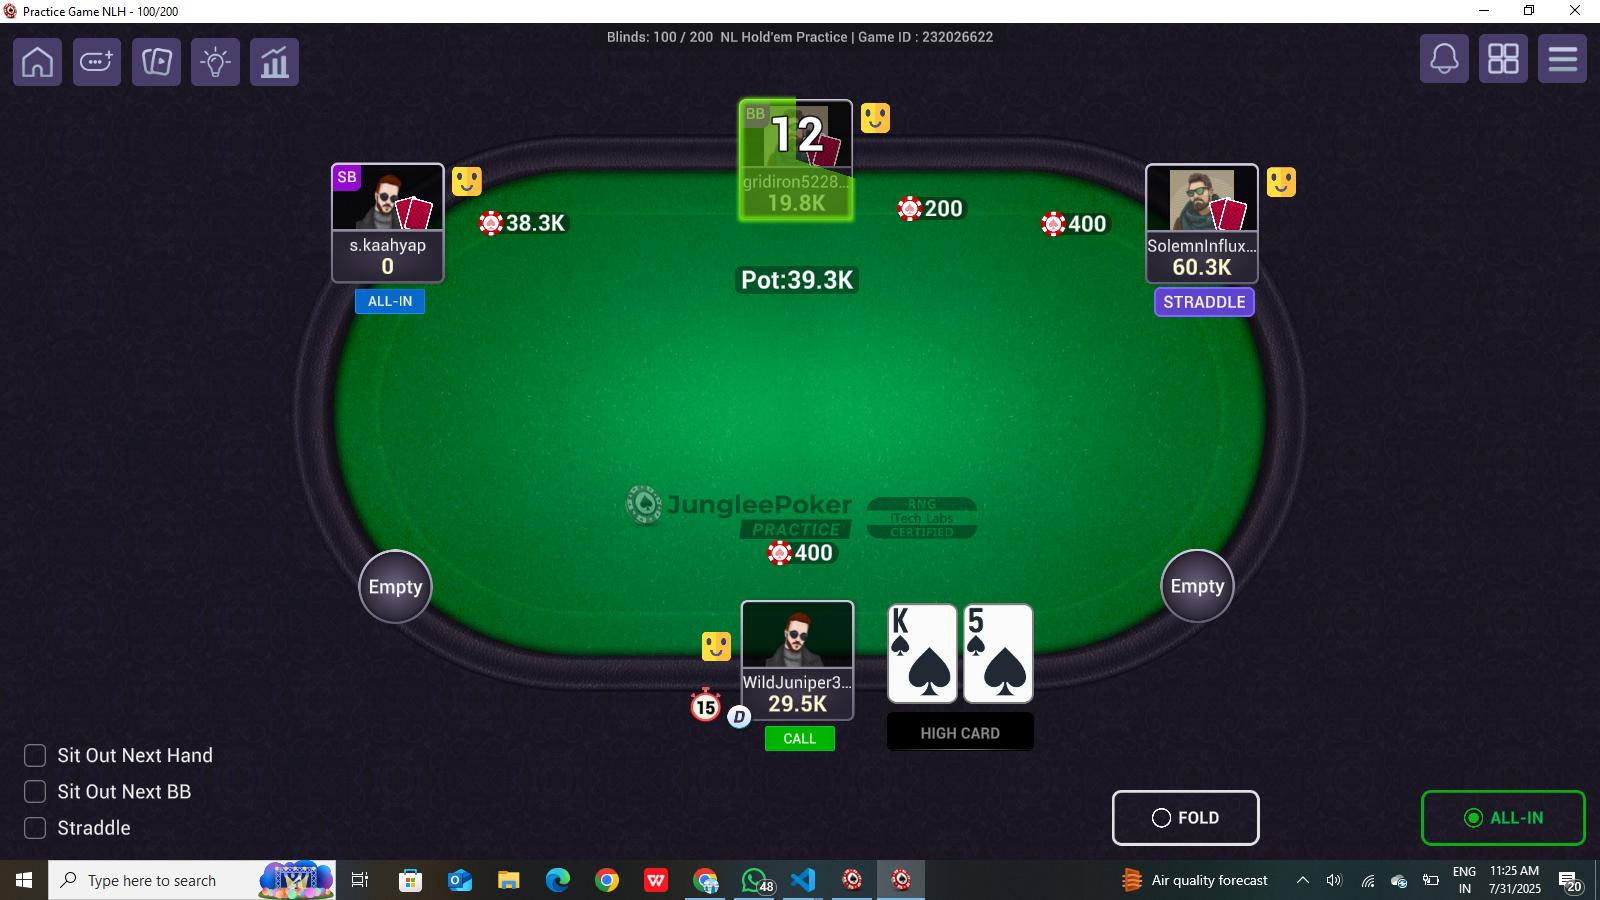 Practice Game NLH - 100/200
Blinds: 100 / 200 NL Hold'em Practice | Game ID : 232026622
BB
12
gridiron5228...
19.8K
SB
s.kaahyap
0
ALL-IN
38.3K
200
400
SolemnInflux...
60.3K
STRADDLE
Pot:39.3K
JungleePoker
PRACTICE
RNG
iTech Labs
CERTIFIED
400
Empty
Empty
WildJuniper3...
29.5K
15
D
CALL
K
5
HIGH CARD
Sit Out Next Hand
Sit Out Next BB
Straddle
FOLD
ALL-IN
Type here to search
48
Air quality forecast
ENG
IN
11:25 AM
7/31/2025
20